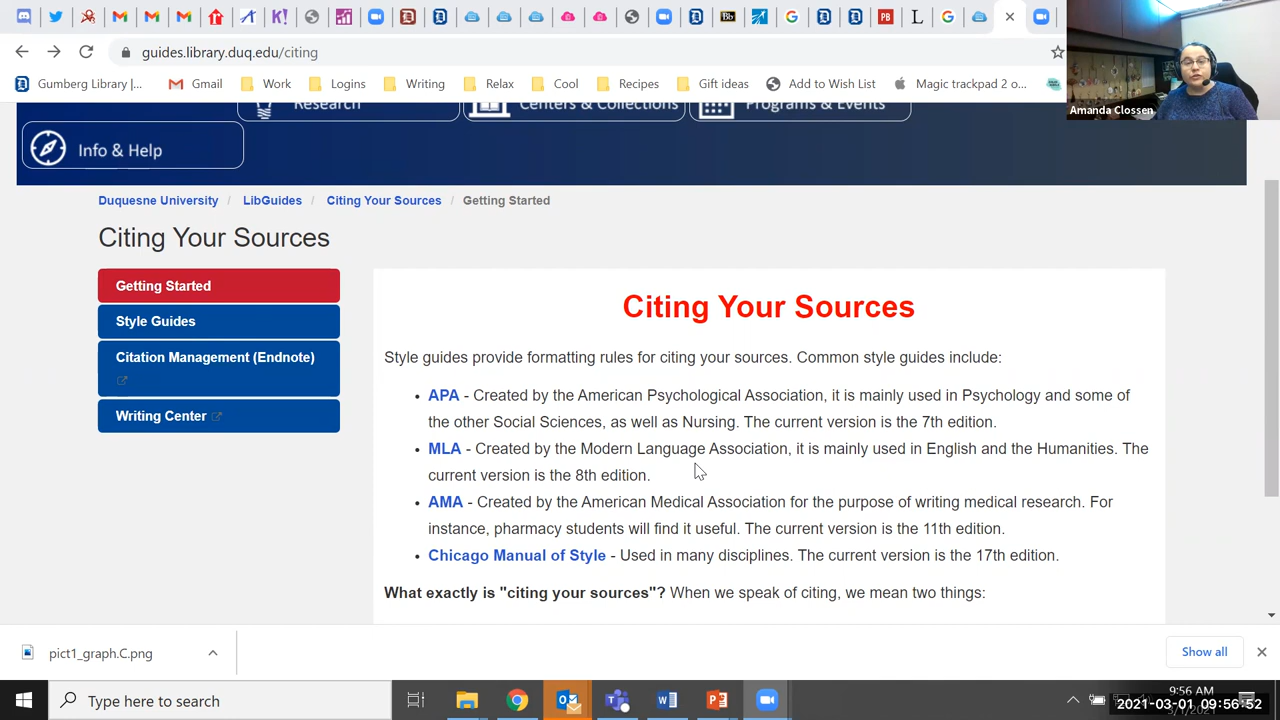 guides.library.duq.edu/citing
Gumberg Library |... Gmail Work Logins Writing Relax Cool Recipes Gift ideas Add to Wish List Magic trackpad 2 o...
Amanda Clossen
Research Centers & Collections Programs & Events
Info & Help
Duquesne University / LibGuides / Citing Your Sources / Getting Started
Citing Your Sources
Getting Started
Style Guides
Citation Management (Endnote)
Writing Center
Citing Your Sources
Style guides provide formatting rules for citing your sources. Common style guides include:
• APA - Created by the American Psychological Association, it is mainly used in Psychology and some of
the other Social Sciences, as well as Nursing. The current version is the 7th edition.
• MLA - Created by the Modern Language Association, it is mainly used in English and the Humanities. The
current version is the 8th edition.
• AMA - Created by the American Medical Association for the purpose of writing medical research. For
instance, pharmacy students will find it useful. The current version is the 11th edition.
• Chicago Manual of Style - Used in many disciplines. The current version is the 17th edition.
What exactly is "citing your sources"? When we speak of citing, we mean two things:
pict1_graph.C.png
Show all
Type here to search
9:56 AM
2021-03-01 09:56:52